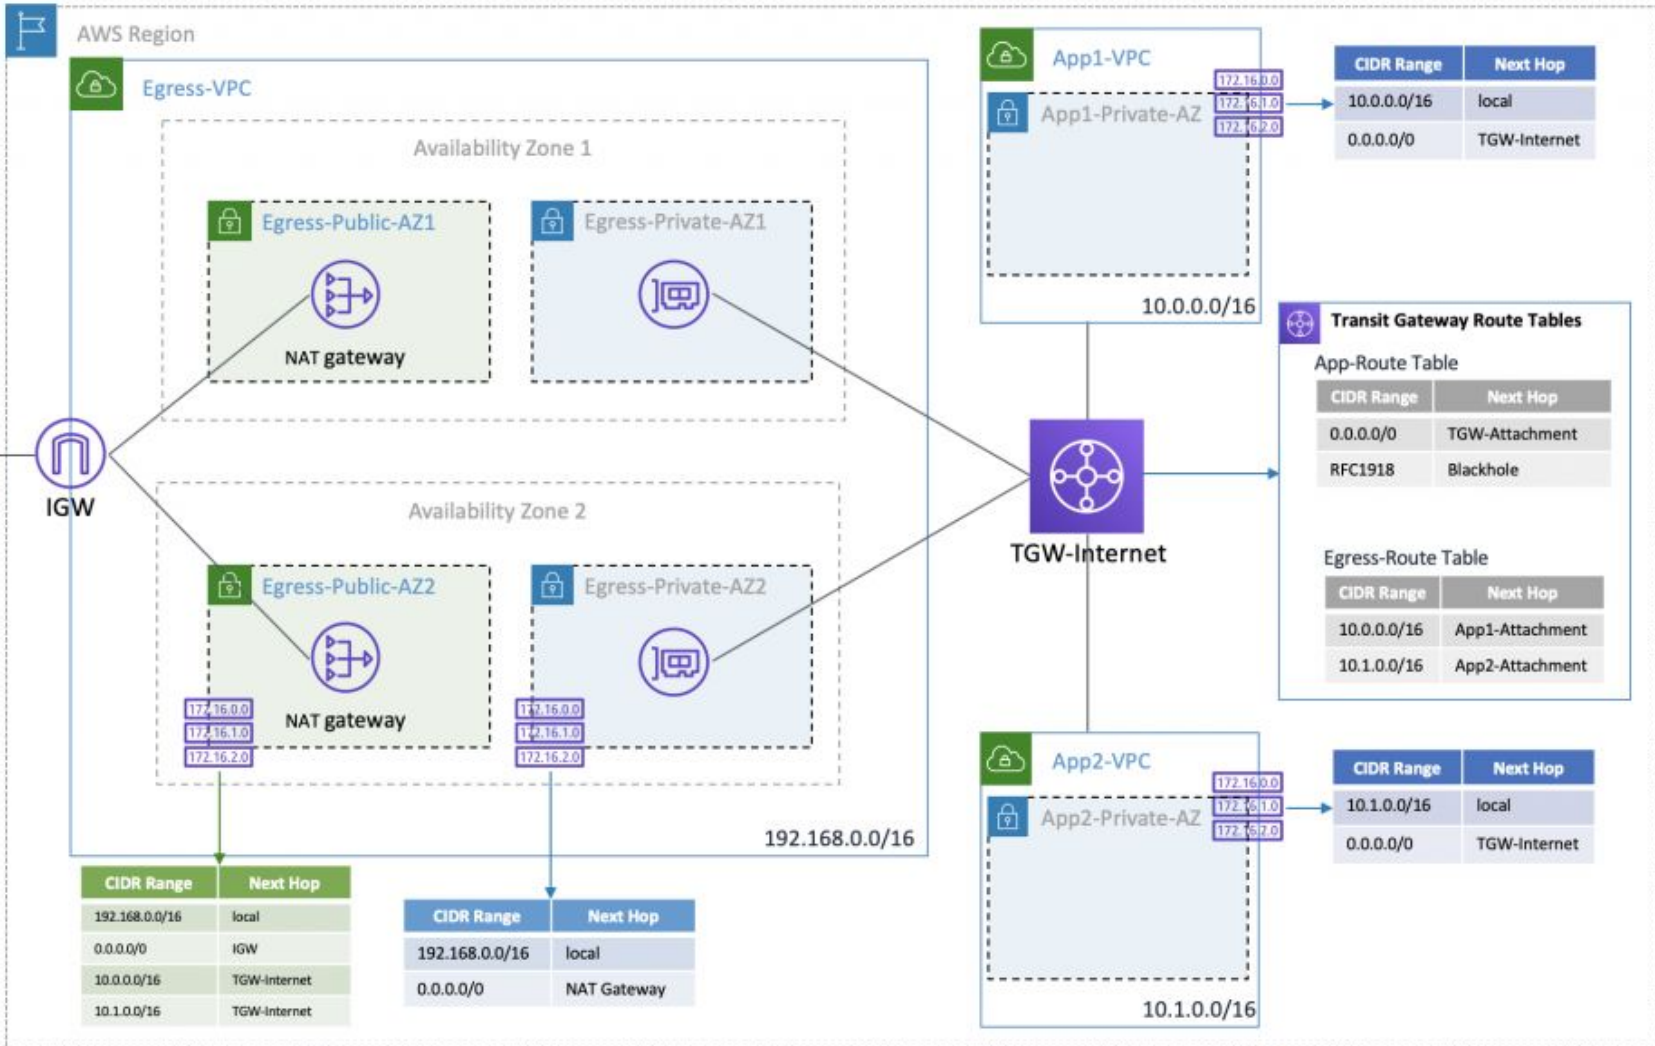 AWS Region
Egress-VPC
Availability Zone 1
Egress-Public-AZ1
NAT gateway
Egress-Private-AZ1
IGW
Availability Zone 2
Egress-Public-AZ2
NAT gateway
172.16.0.0
172.16.1.0
172.16.2.0
Egress-Private-AZ2
172.16.0.0
172.16.1.0
172.16.2.0
192.168.0.0/16
CIDR Range Next Hop
192.168.0.0/16 local
0.0.0.0/0 IGW
10.0.0.0/16 TGW-Internet
10.1.0.0/16 TGW-Internet
CIDR Range Next Hop
192.168.0.0/16 local
0.0.0.0/0 NAT Gateway
App1-VPC
App1-Private-AZ
172.16.0.0
172.16.1.0
172.16.2.0
10.0.0.0/16
CIDR Range Next Hop
10.0.0.0/16 local
0.0.0.0/0 TGW-Internet
TGW-Internet
Transit Gateway Route Tables
App-Route Table
CIDR Range Next Hop
0.0.0.0/0 TGW-Attachment
RFC1918 Blackhole
Egress-Route Table
CIDR Range Next Hop
10.0.0.0/16 App1-Attachment
10.1.0.0/16 App2-Attachment
App2-VPC
App2-Private-AZ
172.16.0.0
172.16.1.0
172.16.2.0
10.1.0.0/16
CIDR Range Next Hop
10.1.0.0/16 local
0.0.0.0/0 TGW-Internet